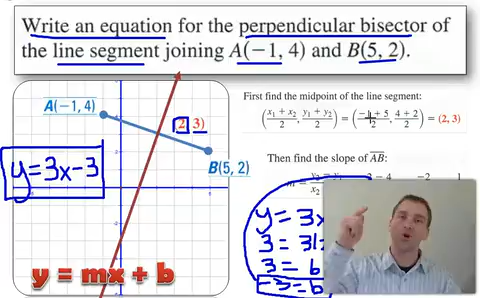 Write an equation for the perpendicular bisector of
the line segment joining A(−1, 4) and B(5, 2).
First find the midpoint of the line segment:
(x₁ + x₂ / 2, y₁ + y₂ / 2) = (−1 + 5 / 2, 4 + 2 / 2) = (2, 3)
Then find the slope of AB:
A(−1, 4)
(2, 3)
B(5, 2)
y=3x-3
y = mx + b
y=3x
3 =
3 = 6
-3=b